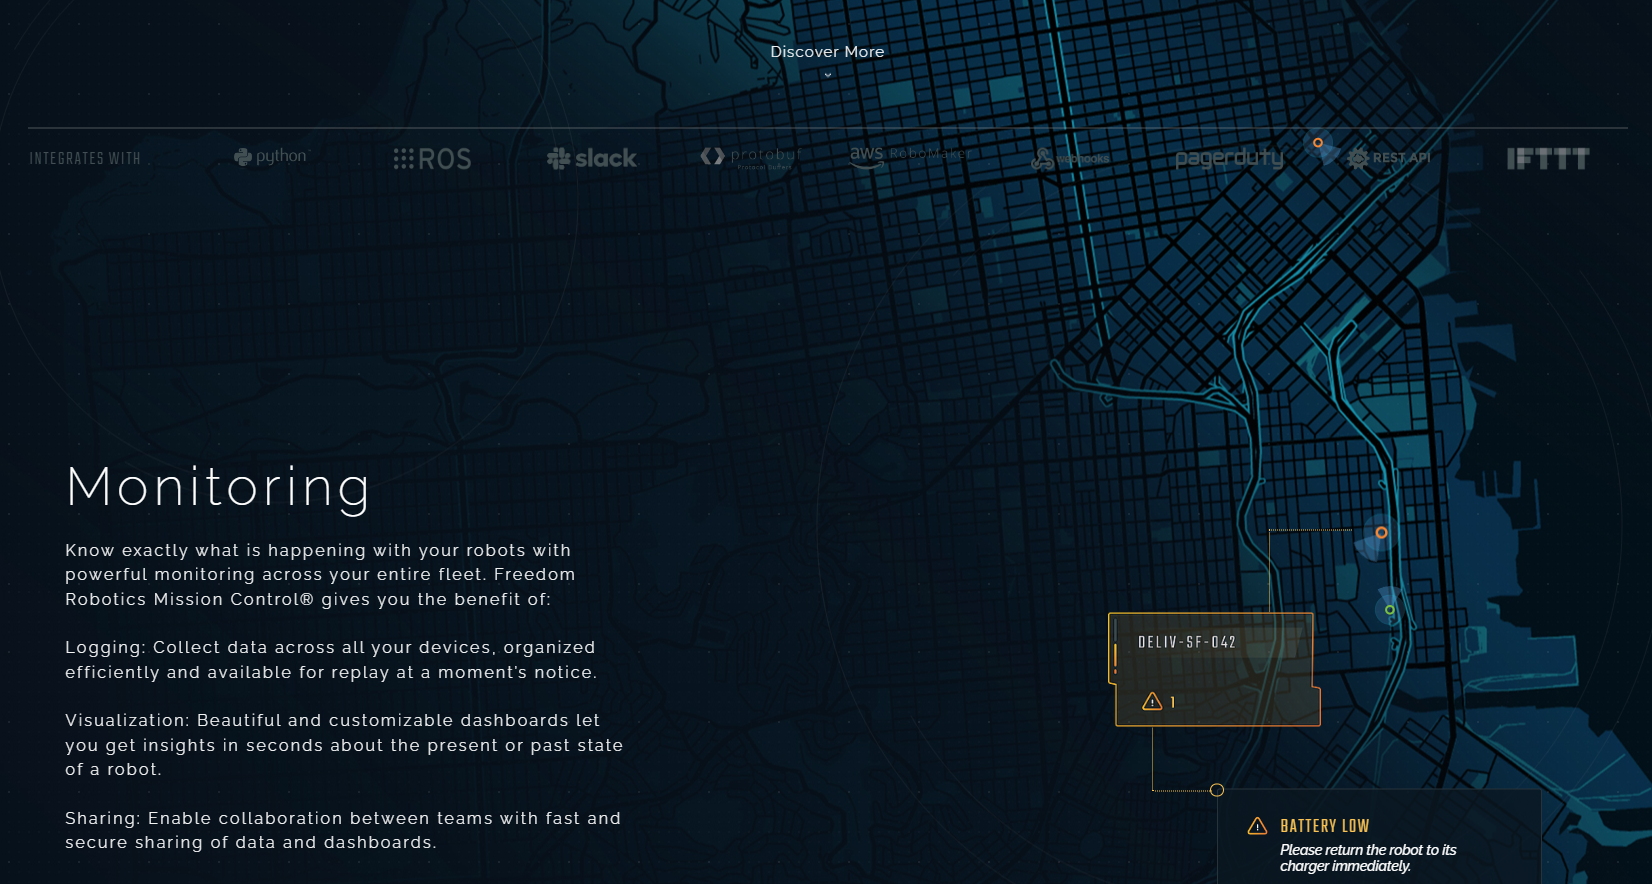 Discover More
INTEGRATES WITH
python
ROS
slack
protobuf
Protocol Buffers
aws RoboMaker
webhooks
pagerduty
REST API
IFTTT
Monitoring
Know exactly what is happening with your robots with
powerful monitoring across your entire fleet. Freedom
Robotics Mission Control® gives you the benefit of:
Logging: Collect data across all your devices, organized
efficiently and available for replay at a moment's notice.
Visualization: Beautiful and customizable dashboards let
you get insights in seconds about the present or past state
of a robot.
Sharing: Enable collaboration between teams with fast and
secure sharing of data and dashboards.
DELIV-SF-042
1
BATTERY LOW
Please return the robot to its
charger immediately.